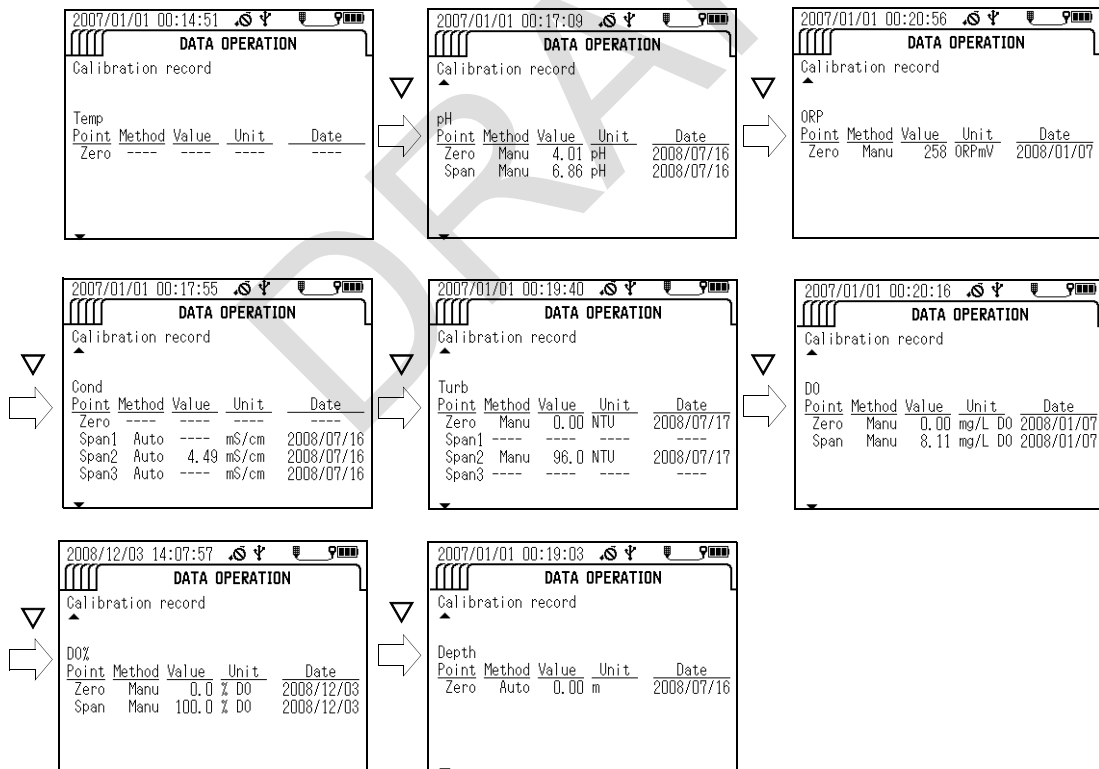 2007/01/01 00:14:51
DATA OPERATION
Calibration record
Temp
Point Method Value Unit Date
Zero ---- ---- ---- ----
2007/01/01 00:17:09
DATA OPERATION
Calibration record
pH
Point Method Value Unit Date
Zero Manu 4.01 pH 2008/07/16
Span Manu 6.86 pH 2008/07/16
2007/01/01 00:20:56
DATA OPERATION
Calibration record
ORP
Point Method Value Unit Date
Zero Manu 258 ORPmV 2008/01/07
2007/01/01 00:17:55
DATA OPERATION
Calibration record
Cond
Point Method Value Unit Date
Zero ---- ---- ---- ----
Span1 Auto ---- mS/cm 2008/07/16
Span2 Auto 4.49 mS/cm 2008/07/16
Span3 Auto ---- mS/cm 2008/07/16
2007/01/01 00:19:40
DATA OPERATION
Calibration record
Turb
Point Method Value Unit Date
Zero Manu 0.00 NTU 2008/07/17
Span1 ---- ---- ---- ----
Span2 Manu 96.0 NTU 2008/07/17
Span3 ---- ---- ---- ----
2007/01/01 00:20:16
DATA OPERATION
Calibration record
DO
Point Method Value Unit Date
Zero Manu 0.00 mg/L DO 2008/01/07
Span Manu 8.11 mg/L DO 2008/01/07
2008/12/03 14:07:57
DATA OPERATION
Calibration record
DO%
Point Method Value Unit Date
Zero Manu 0.0 % DO 2008/12/03
Span Manu 100.0 % DO 2008/12/03
2007/01/01 00:19:03
DATA OPERATION
Calibration record
Depth
Point Method Value Unit Date
Zero Auto 0.00 m 2008/07/16
DRA